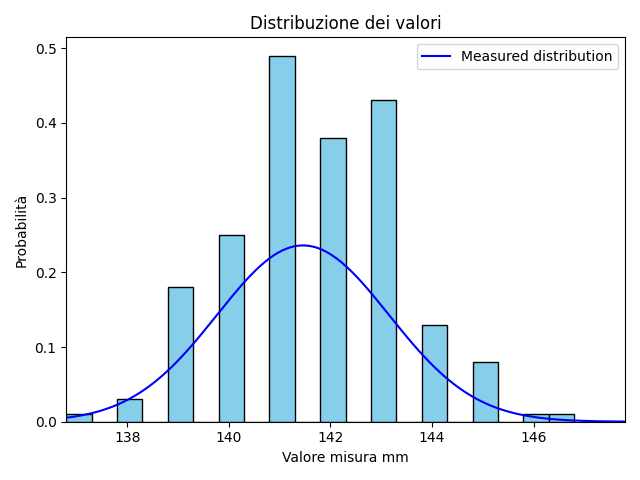 Distribuzione dei valori
Measured distribution
0.5
0.4
0.3
0.2
0.1
0.0
Probabilità
138 140 142 144 146
Valore misura mm